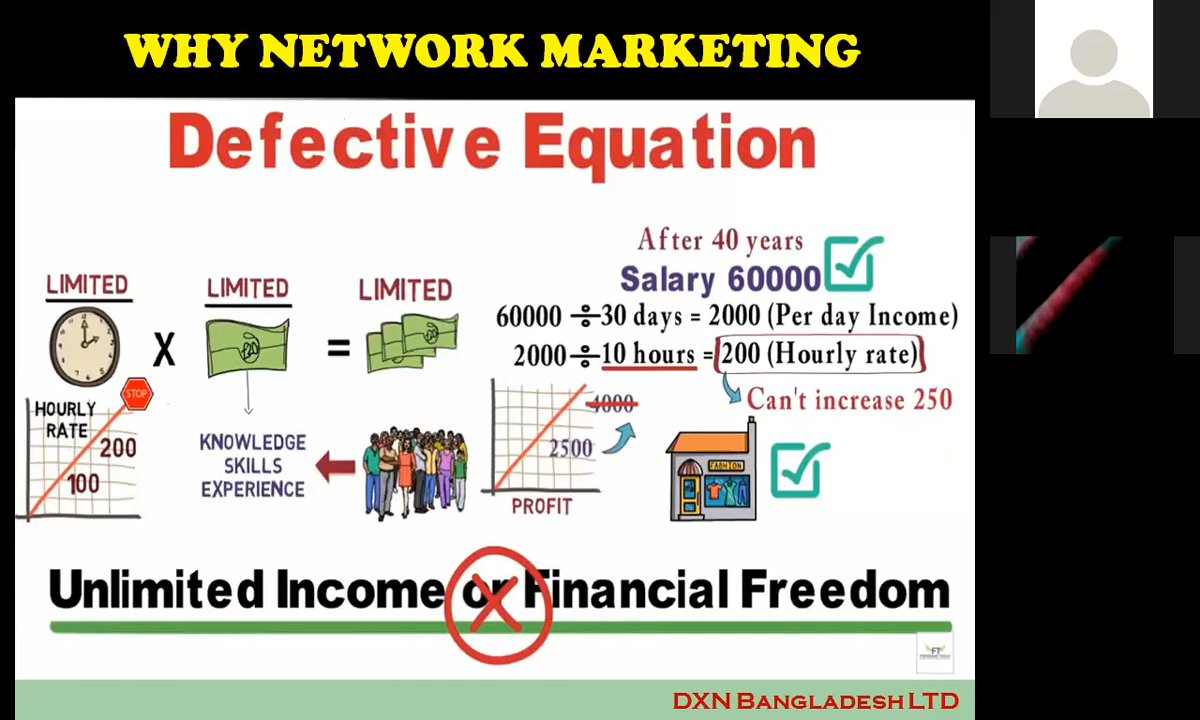 WHY NETWORK MARKETING
Defective Equation
After 40 years
Salary 60000
60000 ÷ 30 days = 2000 (Per day Income)
2000 ÷ 10 hours = 200 (Hourly rate)
Can't increase 250
LIMITED
X
LIMITED
=
LIMITED
STOP
HOURLY
RATE
200
100
KNOWLEDGE
SKILLS
EXPERIENCE
4000
2500
PROFIT
FASHION
Unlimited Income or Financial Freedom
FT
DXN BANGLADESH LTD